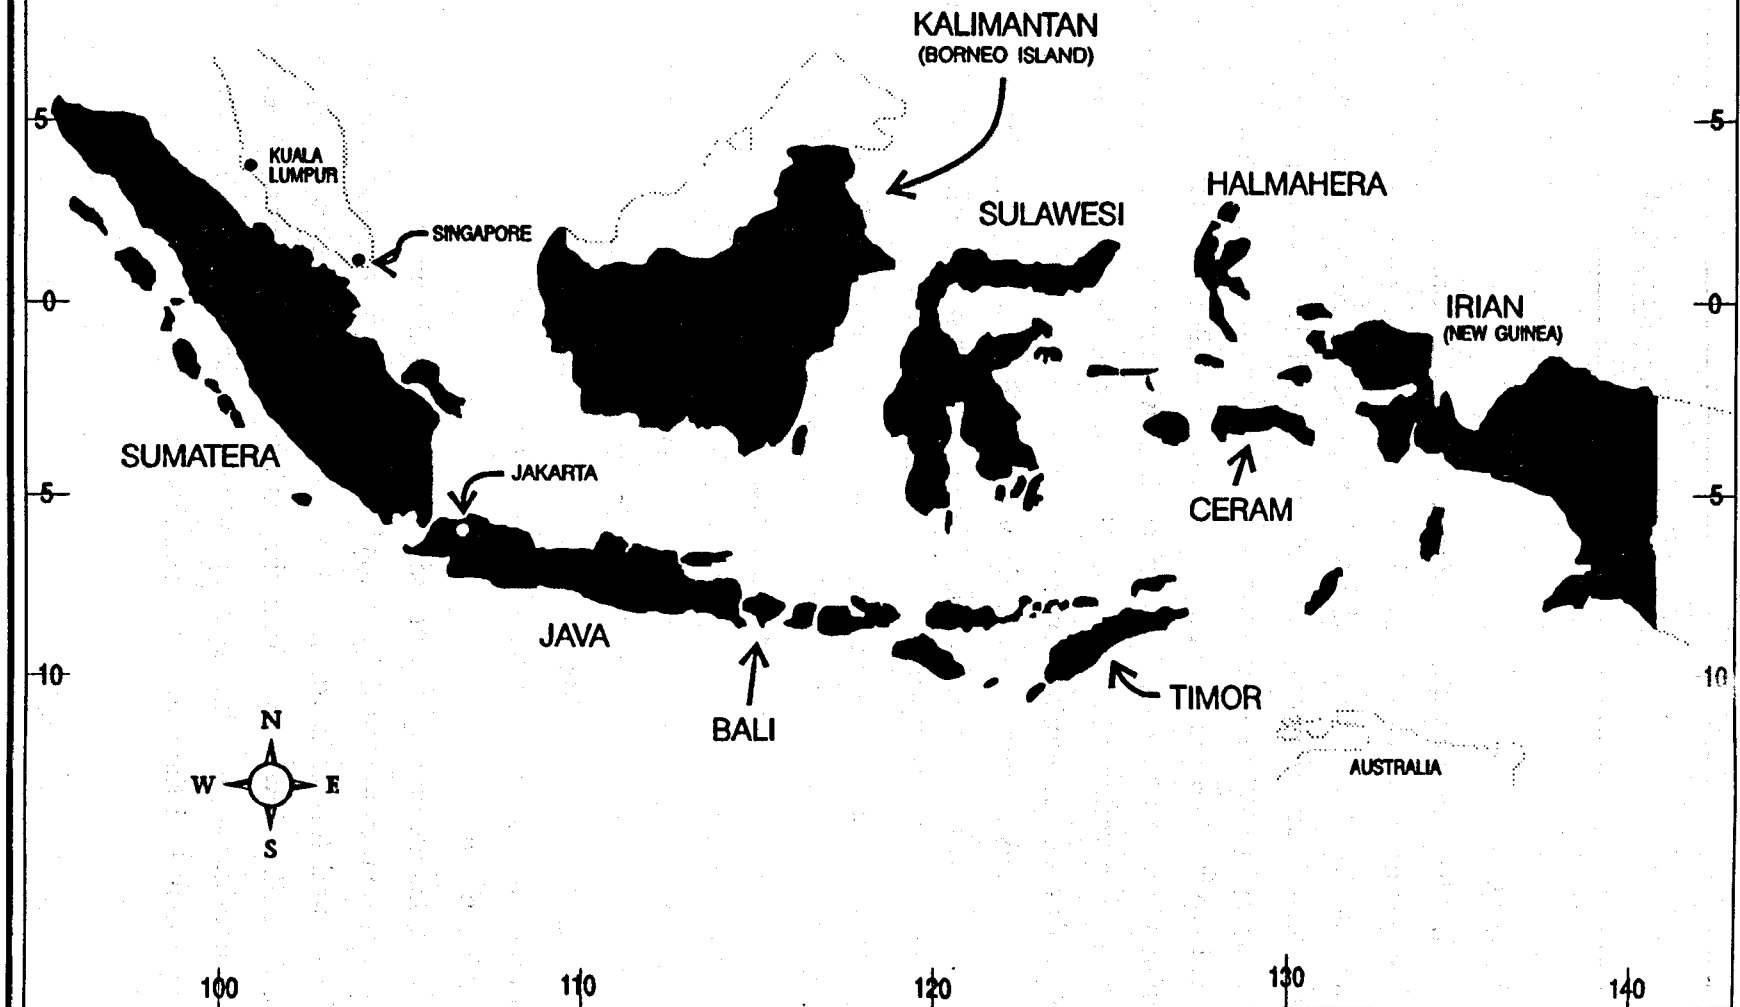 KALIMANTAN
(BORNEO ISLAND)
5
5
KUALA
LUMPUR
HALMAHERA
SULAWESI
SINGAPORE
0
0
IRIAN
(NEW GUINEA)
SUMATERA
JAKARTA
5
5
CERAM
JAVA
10
10
TIMOR
BALI
N
AUSTRALIA
W E
S
100 110 120 130 140